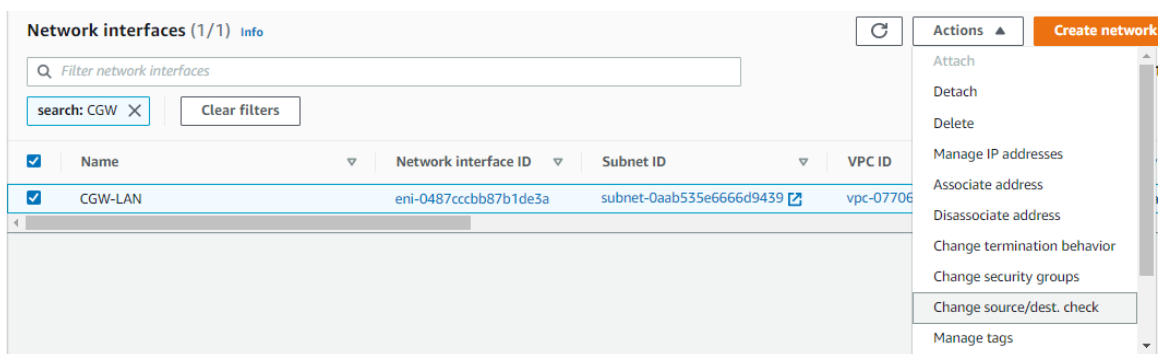 Network interfaces (1/1) Info
Actions ▲
Create network
Filter network interfaces
search: CGW
Clear filters
Name
Network interface ID
Subnet ID
VPC ID
CGW-LAN
eni-0487cccbb87b1de3a
subnet-0aab535e6666d9439
vpc-07706
Attach
Detach
Delete
Manage IP addresses
Associate address
Disassociate address
Change termination behavior
Change security groups
Change source/dest. check
Manage tags